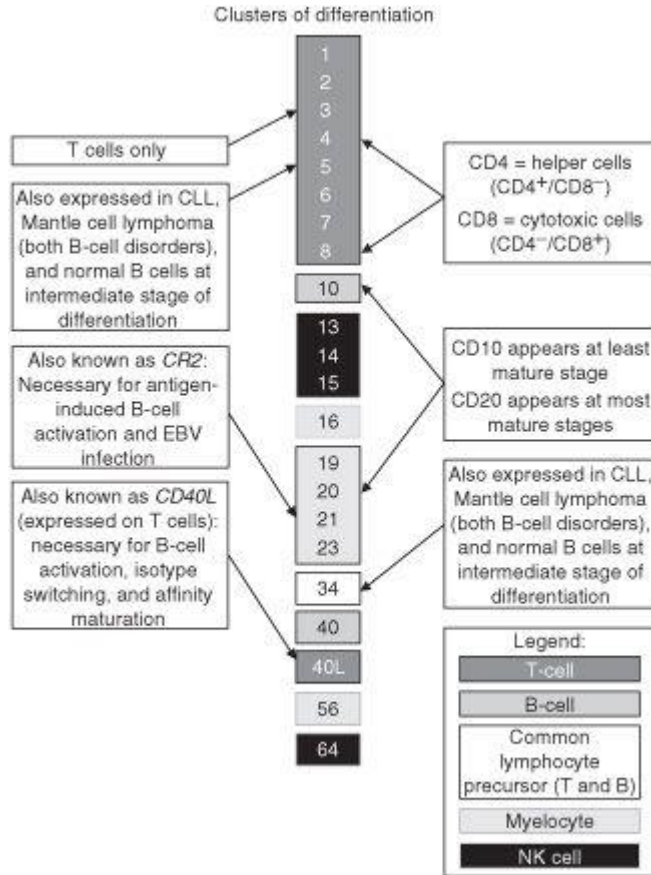 Clusters of differentiation
1
2
3
4
5
6
7
8
10
13
14
15
16
19
20
21
23
34
40
40L
56
64
T cells only
Also expressed in CLL,
Mantle cell lymphoma
(both B-cell disorders),
and normal B cells at
intermediate stage of
differentiation
Also known as CR2:
Necessary for antigen-
induced B-cell
activation and EBV
infection
Also known as CD40L
(expressed on T cells):
necessary for B-cell
activation, isotype
switching, and affinity
maturation
CD4 = helper cells
(CD4⁺/CD8⁻)
CD8 = cytotoxic cells
(CD4⁻/CD8⁺)
CD10 appears at least
mature stage
CD20 appears at most
mature stages
Also expressed in CLL,
Mantle cell lymphoma
(both B-cell disorders),
and normal B cells at
intermediate stage of
differentiation
Legend:
T-cell
B-cell
Common
lymphocyte
precursor (T and B)
Myelocyte
NK cell